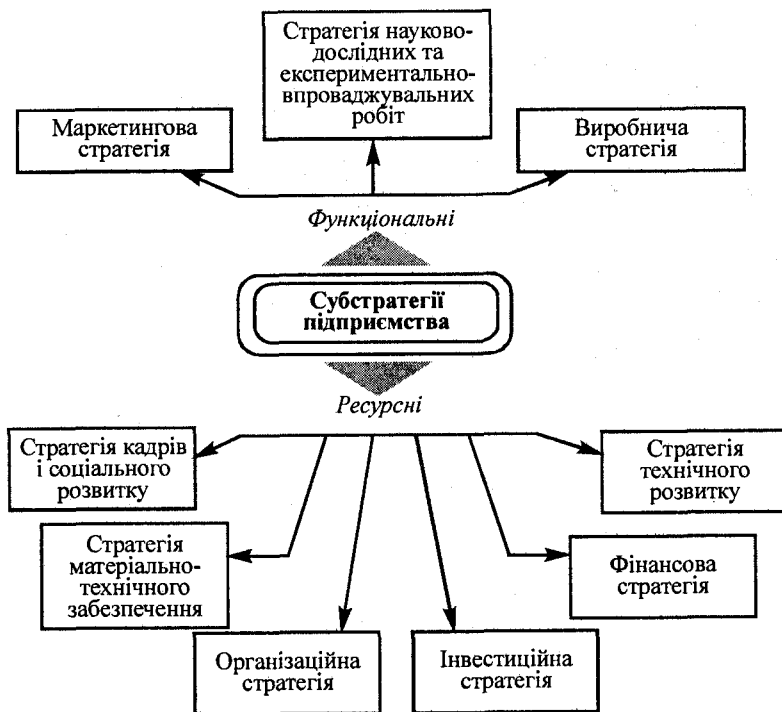 Стратегія науково-
дослідних та
експериментально-
впроваджувальних
робіт
Маркетингова
стратегія
Виробнича
стратегія
Функціональні
Субстратегії
підприємства
Ресурсні
Стратегія кадрів
і соціального
розвитку
Стратегія
технічного
розвитку
Стратегія
матеріально-
технічного
забезпечення
Фінансова
стратегія
Організаційна
стратегія
Інвестиційна
стратегія